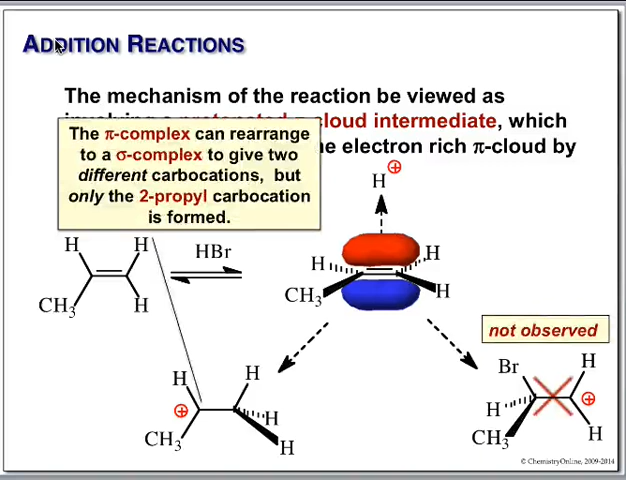 ADDITION REACTIONS
The mechanism of the reaction be viewed as
cloud intermediate, which
electron rich π-cloud by
The π-complex can rearrange
to a σ-complex to give two
different carbocations, but
only the 2-propyl carbocation
is formed.
H ⊕
H H
HBr
CH3 H
H H
CH3 H
not observed
H H
⊕
H
CH3 H
Br H
H ⊕
CH3 H
© ChemistryOnline, 2009-2014